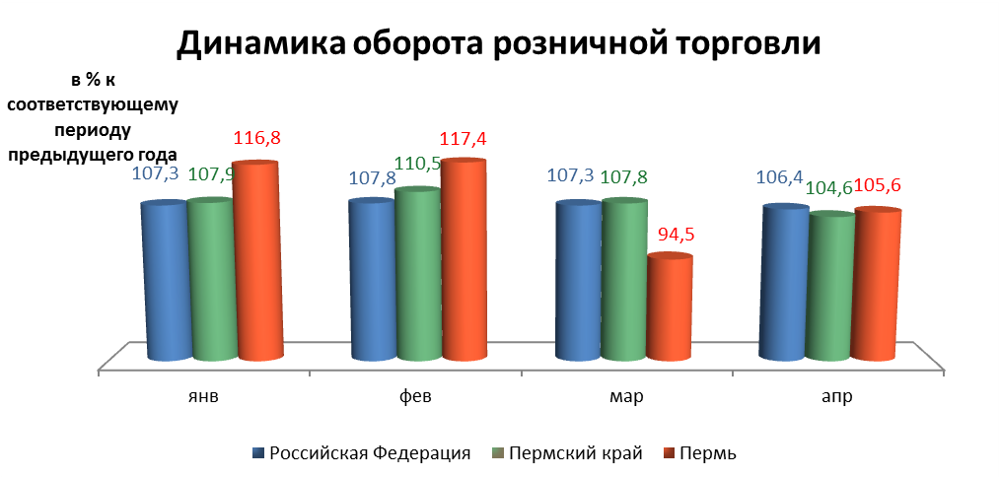 Динамика оборота розничной торговли
в % к
соответствующему
периоду
предыдущего года
107,3 107,9 116,8
107,8 110,5 117,4
107,3 107,8 94,5
106,4 104,6 105,6
янв фев мар апр
Российская Федерация Пермский край Пермь